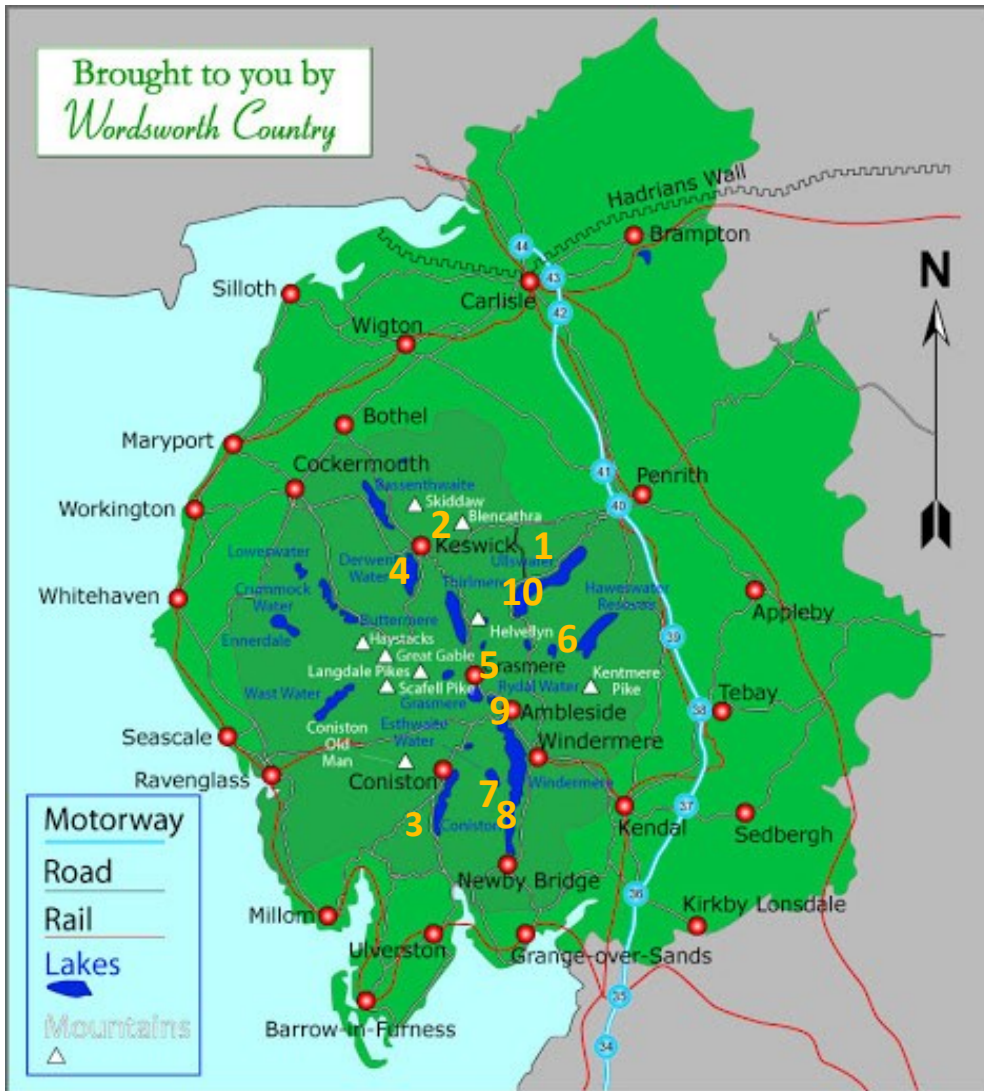 Brought to you by
Wordsworth Country
Hadrians Wall
Brampton
N
44
43
Carlisle
42
Silloth
Wigton
Bothel
Maryport
Cockermouth
41
Penrith
Bassenthwaite
Skiddaw
Workington
40
2
Blencathra
Keswick
1
Loweswater
Derwent
Water
4
Ullswater
Thirlmere
10
Haweswater
Whitehaven
Crummock
Water
Appleby
Buttermere
Helvellyn
Ennerdale
Haystacks
6
39
Great Gable
5
Grasmere
Langdale Pikes
Kentmere
Pike
Scafell Pike
Rydal Water
Wast Water
Grasmere
Tebay
9
Ambleside
38
Esthwaite
Water
Coniston
Old
Man
Seascale
Windermere
Ravenglass
Coniston
Windermere
7
8
37
3
Coniston
Kendal
Sedbergh
Newby Bridge
36
Kirkby Lonsdale
Millom
Ulverston
Grange-over-Sands
35
Barrow-in-Furness
34
Motorway
Road
Rail
Lakes
Mountains